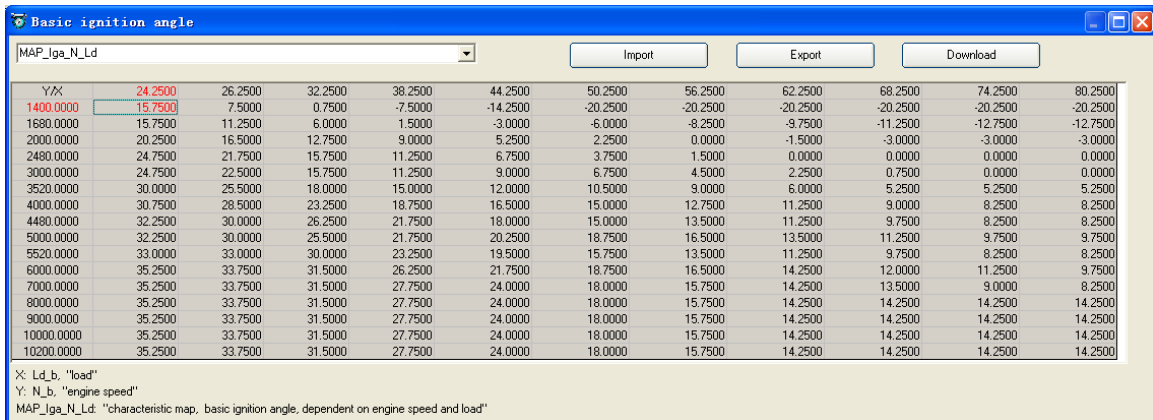 Basic ignition angle
MAP_Iga_N_Ld Import Export Download
Y/X 24.2500 26.2500 32.2500 38.2500 44.2500 50.2500 56.2500 62.2500 68.2500 74.2500 80.2500
1400.0000 15.7500 7.5000 0.7500 -7.5000 -14.2500 -20.2500 -20.2500 -20.2500 -20.2500 -20.2500 -20.2500
1680.0000 15.7500 11.2500 6.0000 1.5000 -3.0000 -6.0000 -8.2500 -9.7500 -11.2500 -12.7500 -12.7500
2000.0000 20.2500 16.5000 12.7500 9.0000 5.2500 2.2500 0.0000 -1.5000 -3.0000 -3.0000 -3.0000
2480.0000 24.7500 21.7500 15.7500 11.2500 6.7500 3.7500 1.5000 0.0000 0.0000 0.0000 0.0000
3000.0000 24.7500 22.5000 15.7500 11.2500 9.0000 6.7500 4.5000 2.2500 0.7500 0.0000 0.0000
3520.0000 30.0000 25.5000 18.0000 15.0000 12.0000 10.5000 9.0000 6.0000 5.2500 5.2500 5.2500
4000.0000 30.7500 28.5000 23.2500 18.7500 16.5000 15.0000 12.7500 11.2500 9.0000 8.2500 8.2500
4480.0000 32.2500 30.0000 26.2500 21.7500 18.0000 15.0000 13.5000 11.2500 9.7500 8.2500 8.2500
5000.0000 32.2500 30.0000 25.5000 21.7500 20.2500 18.7500 16.5000 13.5000 11.2500 9.7500 9.7500
5520.0000 33.0000 33.0000 30.0000 23.2500 19.5000 15.7500 13.5000 11.2500 9.7500 8.2500 8.2500
6000.0000 35.2500 33.7500 31.5000 26.2500 21.7500 18.7500 16.5000 14.2500 12.0000 11.2500 9.7500
7000.0000 35.2500 33.7500 31.5000 27.7500 24.0000 18.0000 15.7500 14.2500 13.5000 9.0000 8.2500
8000.0000 35.2500 33.7500 31.5000 27.7500 24.0000 18.0000 15.7500 14.2500 14.2500 14.2500 14.2500
9000.0000 35.2500 33.7500 31.5000 27.7500 24.0000 18.0000 15.7500 14.2500 14.2500 14.2500 14.2500
10000.0000 35.2500 33.7500 31.5000 27.7500 24.0000 18.0000 15.7500 14.2500 14.2500 14.2500 14.2500
10200.0000 35.2500 33.7500 31.5000 27.7500 24.0000 18.0000 15.7500 14.2500 14.2500 14.2500 14.2500
X: Ld_b, "load"
Y: N_b, "engine speed"
MAP_Iga_N_Ld: "characteristic map, basic ignition angle, dependent on engine speed and load"